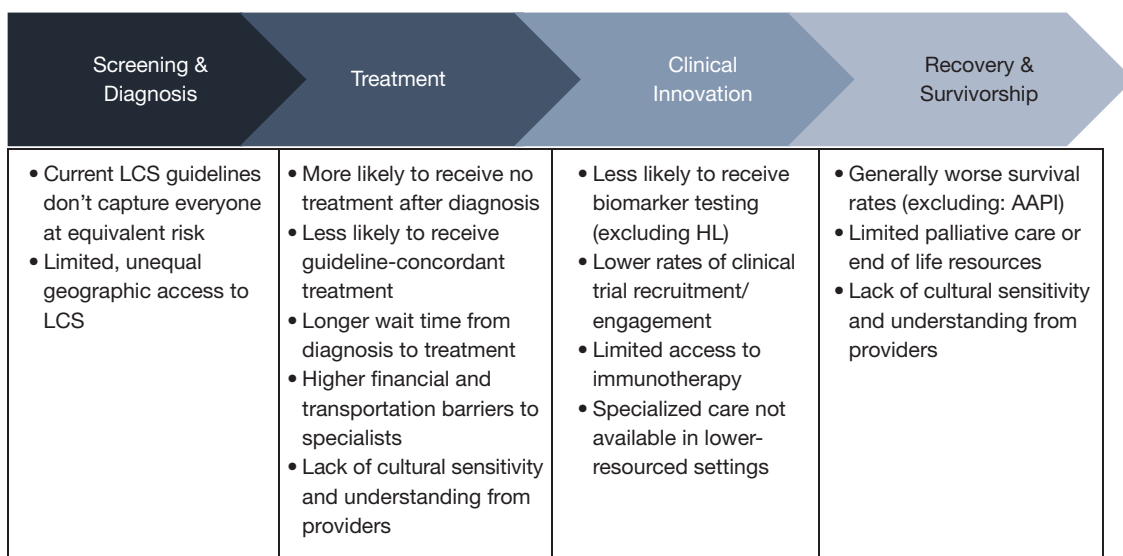 Screening &
Diagnosis
Treatment
Clinical
Innovation
Recovery &
Survivorship
• Current LCS guidelines
don’t capture everyone
at equivalent risk
• Limited, unequal
geographic access to
LCS
• More likely to receive no
treatment after diagnosis
• Less likely to receive
guideline-concordant
treatment
• Longer wait time from
diagnosis to treatment
• Higher financial and
transportation barriers to
specialists
• Lack of cultural sensitivity
and understanding from
providers
• Less likely to receive
biomarker testing
(excluding HL)
• Lower rates of clinical
trial recruitment/
engagement
• Limited access to
immunotherapy
• Specialized care not
available in lower-
resourced settings
• Generally worse survival
rates (excluding: AAPI)
• Limited palliative care or
end of life resources
• Lack of cultural sensitivity
and understanding from
providers